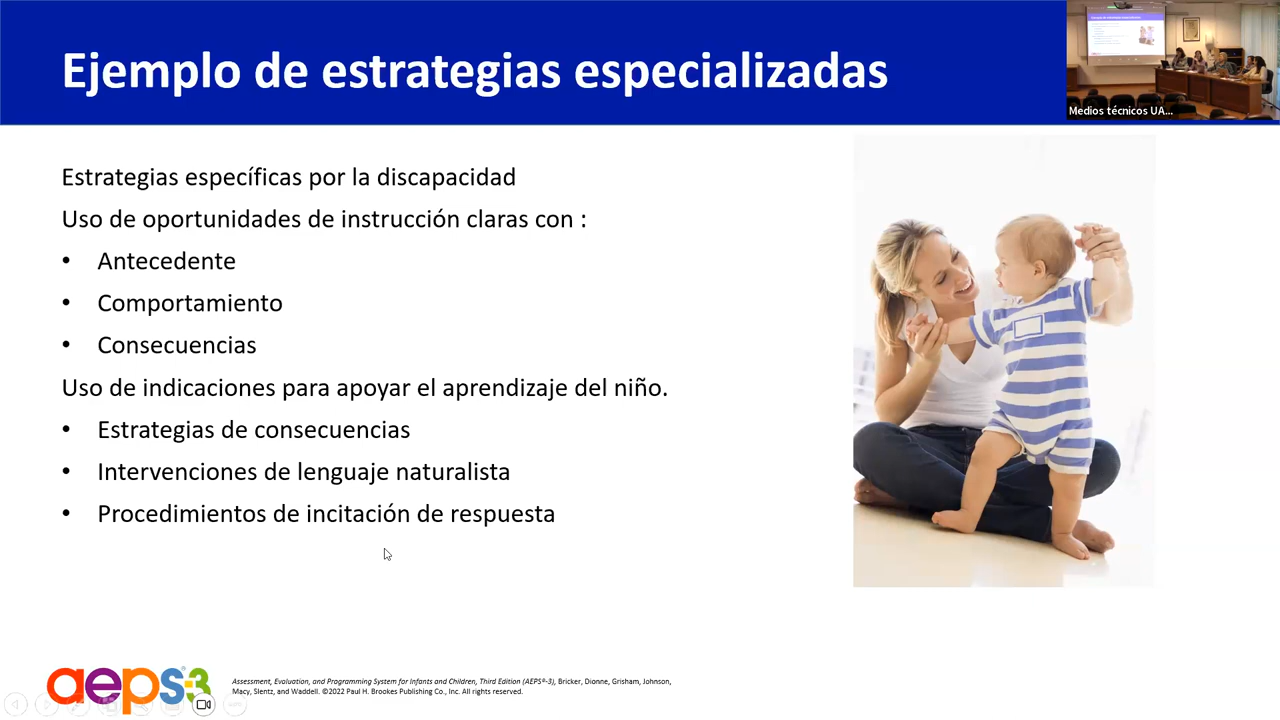 Ejemplo de estrategias especializadas
Medios técnicos UA...
Estrategias específicas por la discapacidad
Uso de oportunidades de instrucción claras con :
• Antecedente
• Comportamiento
• Consecuencias
Uso de indicaciones para apoyar el aprendizaje del niño.
• Estrategias de consecuencias
• Intervenciones de lenguaje naturalista
• Procedimientos de incitación de respuesta
aeps®-3
Assessment, Evaluation, and Programming System for Infants and Children, Third Edition (AEPS®-3), Bricker, Dionne, Grisham, Johnson,
Macy, Slentz, and Waddell. ©2022 Paul H. Brookes Publishing Co., Inc. All rights reserved.